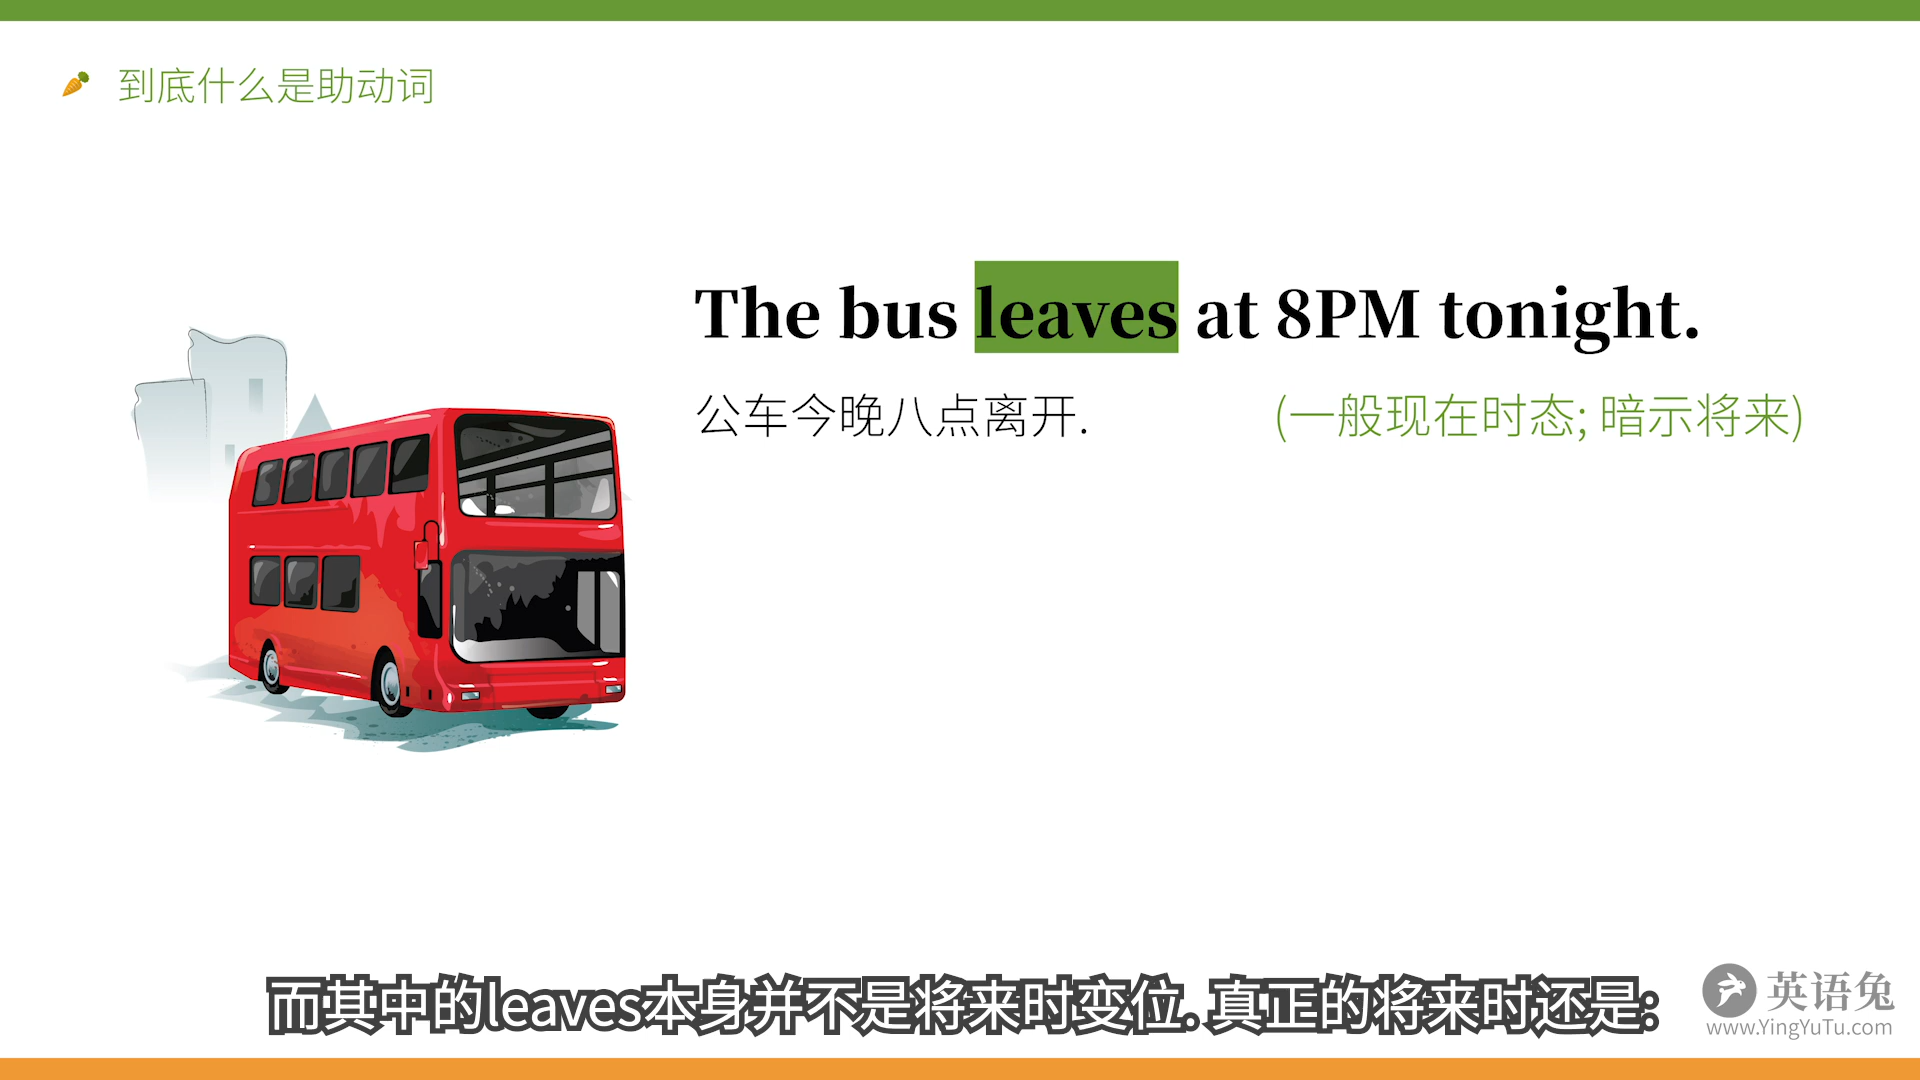 到底什么是助动词
The bus leaves at 8PM tonight.
公车今晚八点离开.
(一般现在时态; 暗示将来)
而其中的leaves本身并不是将来时变位. 真正的将来时还是:
英语兔
www.YingYuTu.com